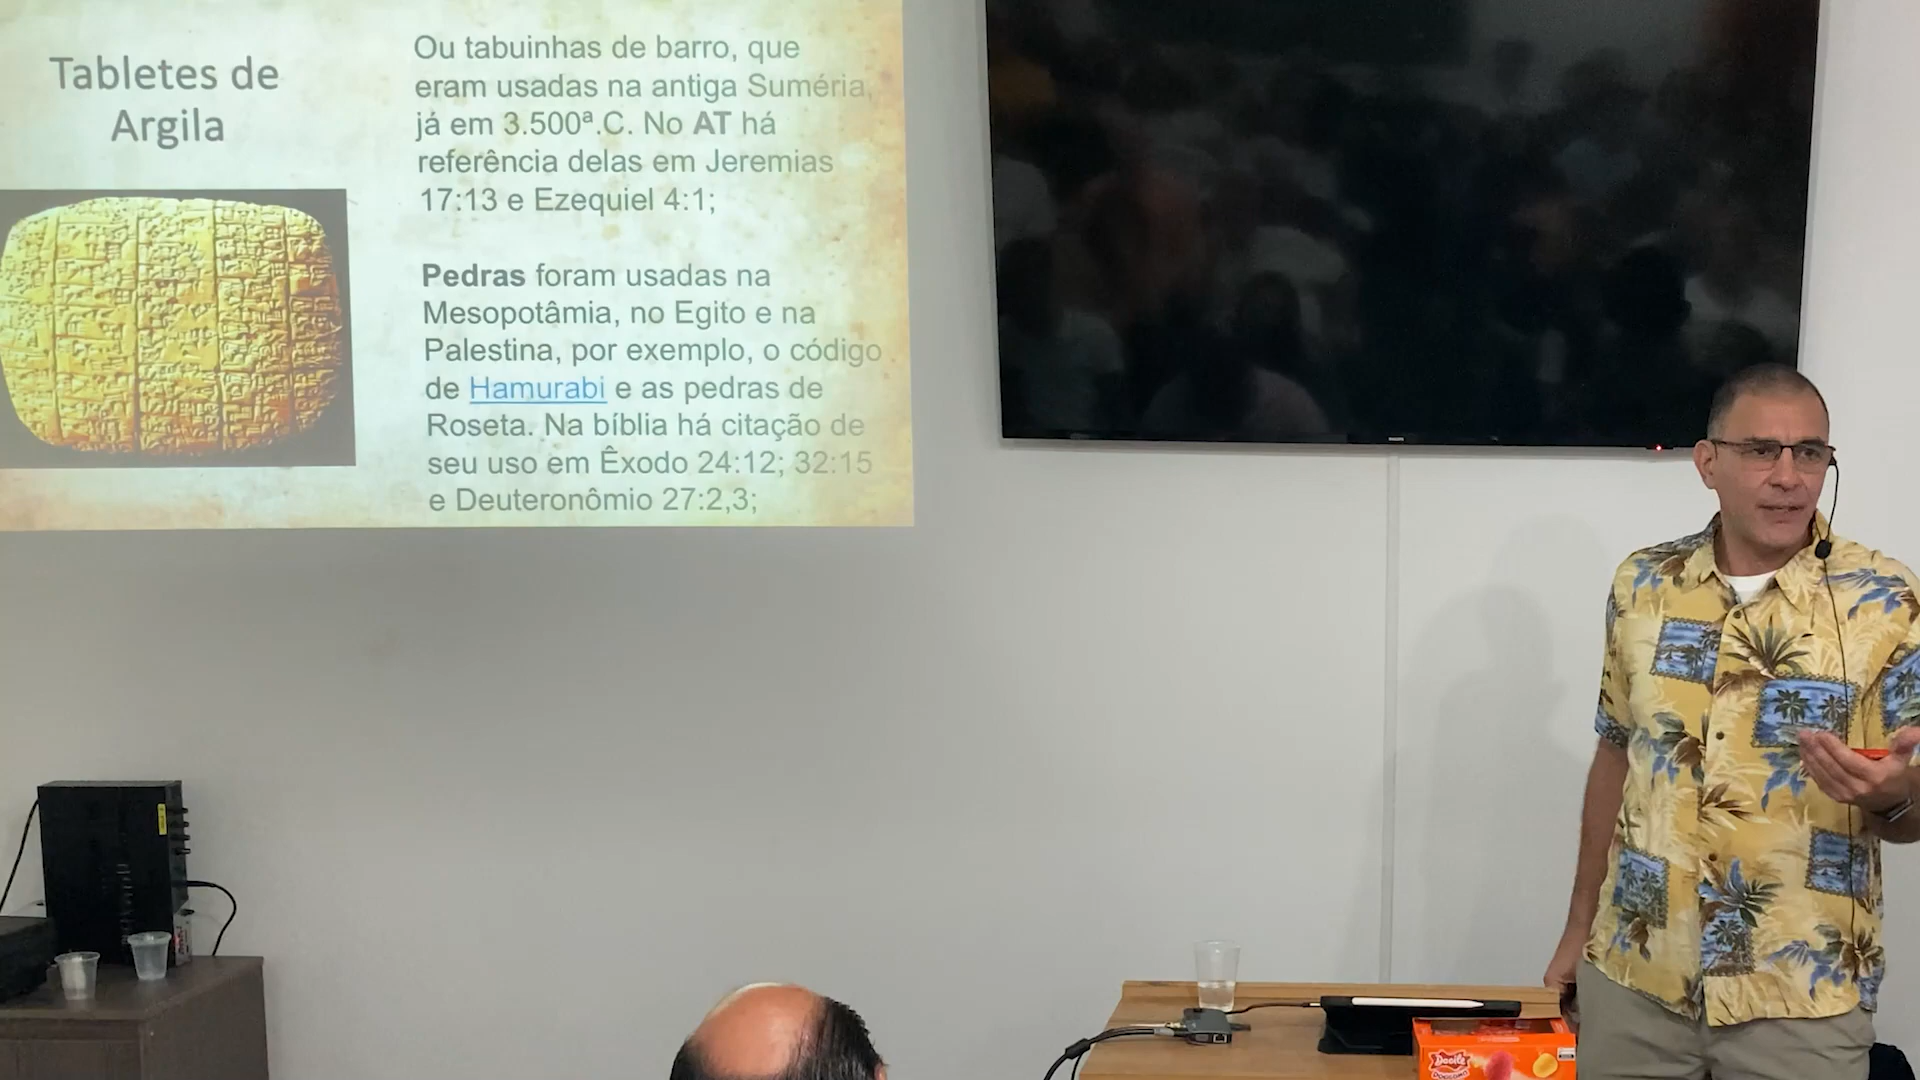 Tabletes de
Argila
Ou tabuinhas de barro, que
eram usadas na antiga Suméria,
já em 3.500ª.C. No AT há
referência delas em Jeremias
17:13 e Ezequiel 4:1;
Pedras foram usadas na
Mesopotâmia, no Egito e na
Palestina, por exemplo, o código
de Hamurabi e as pedras de
Roseta. Na bíblia há citação de
seu uso em Êxodo 24:12; 32:15
e Deuteronômio 27:2,3;
PHILIPS
Docile